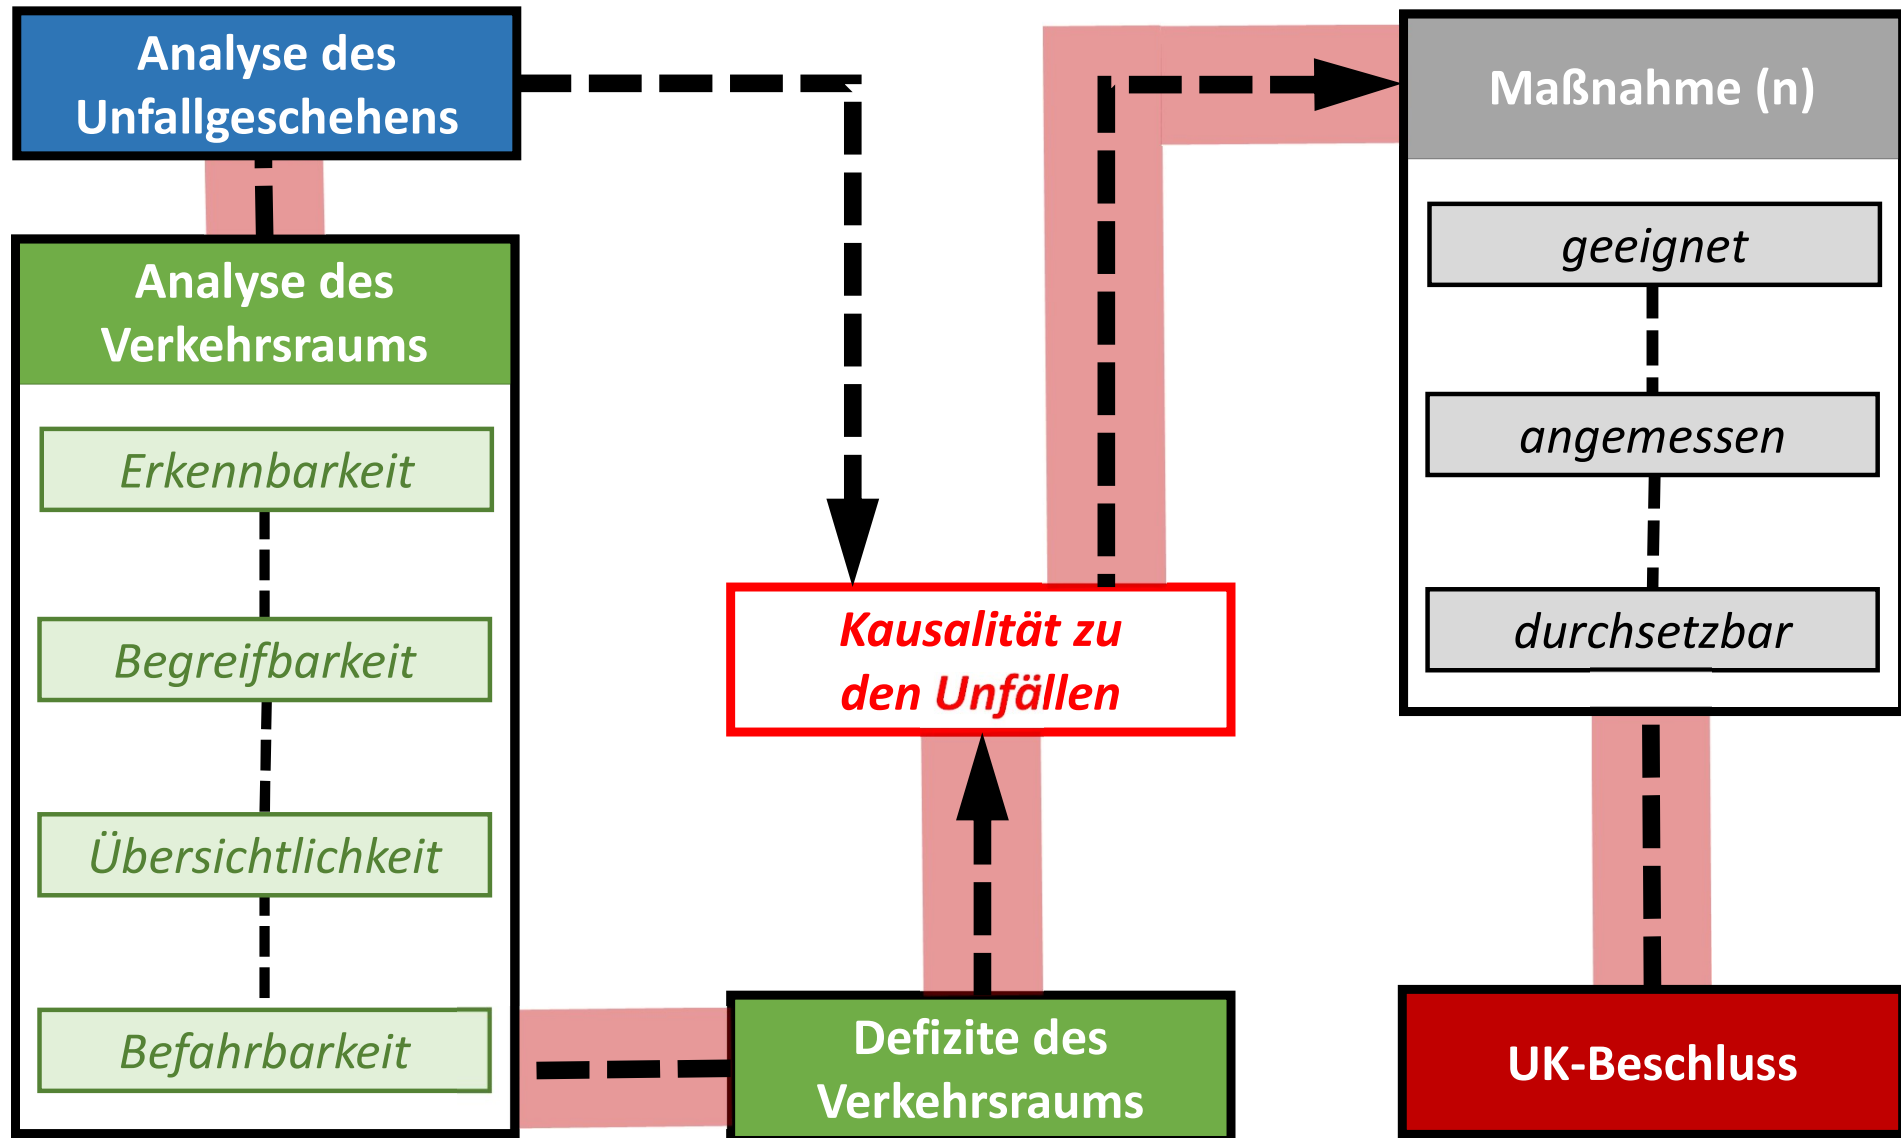 Analyse des
Unfallgeschehens
Analyse des
Verkehrsraums
Erkennbarkeit
Begreifbarkeit
Übersichtlichkeit
Befahrbarkeit
Kausalität zu
den Unfällen
Defizite des
Verkehrsraums
Maßnahme (n)
geeignet
angemessen
durchsetzbar
UK-Beschluss